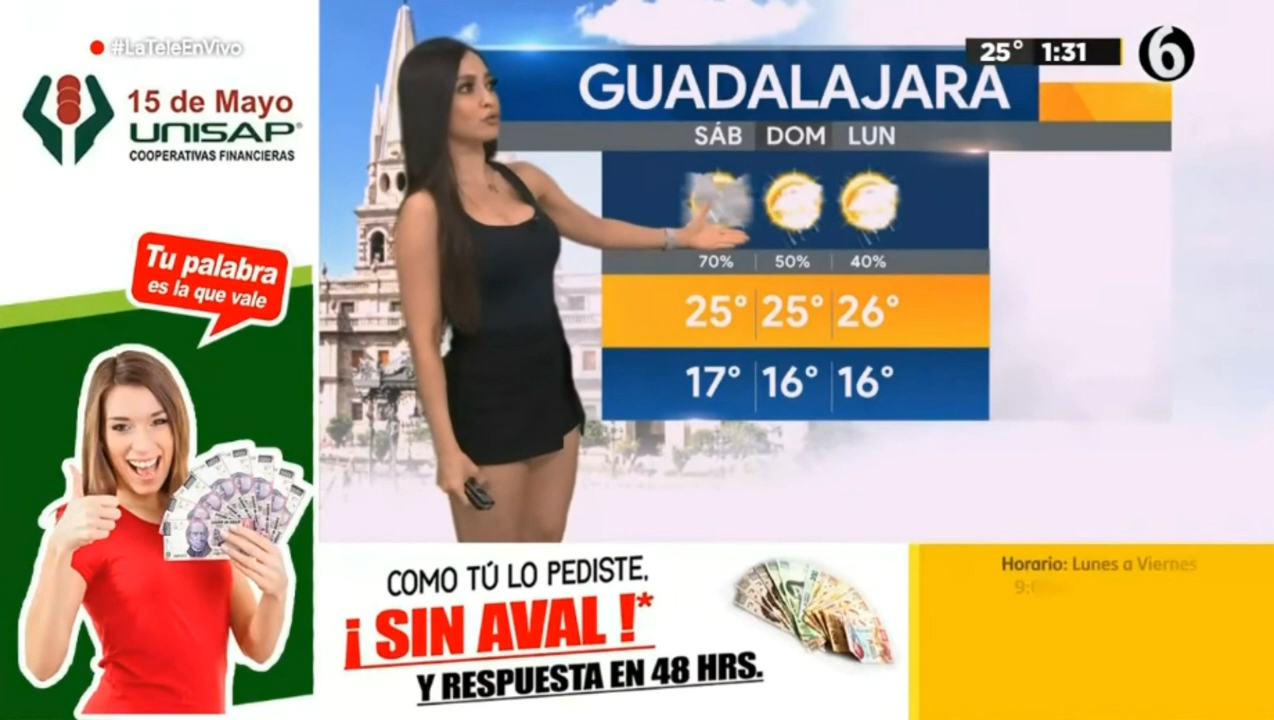 #LaTeleEnVivo
15 de Mayo
UNISAP®
COOPERATIVAS FINANCIERAS
Tu palabra
es la que vale
25° 1:31
6
GUADALAJARA
SÁB DOM LUN
70% 50% 40%
25° 25° 26°
17° 16° 16°
COMO TÚ LO PEDISTE,
¡SIN AVAL!*
Y RESPUESTA EN 48 HRS.
Horario: Lunes a Viernes